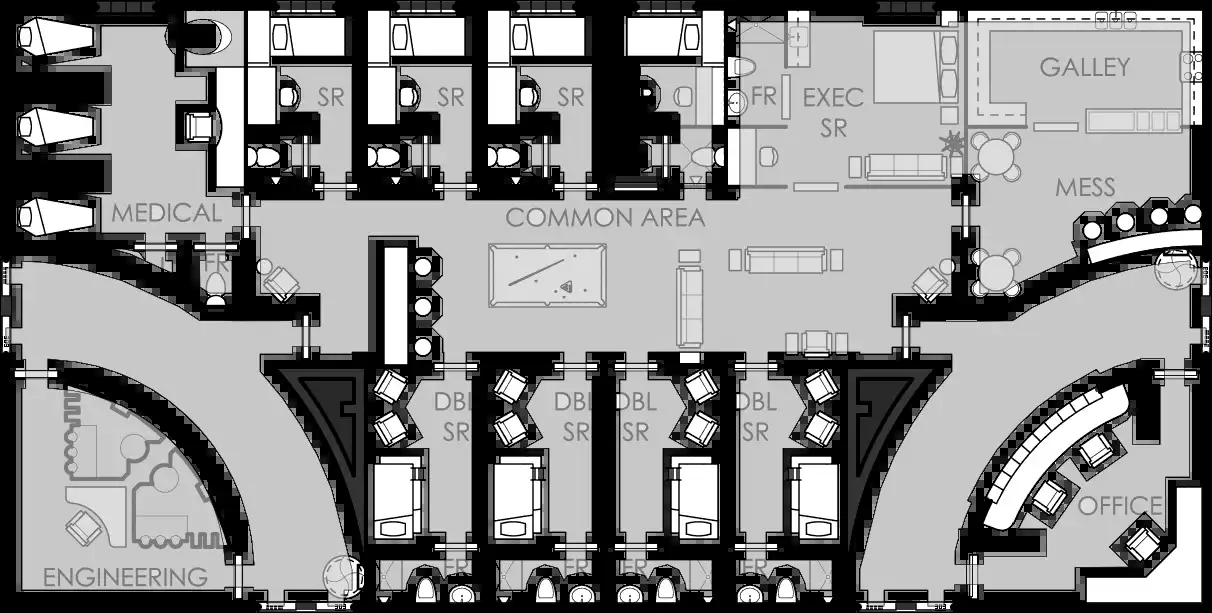 SR
SR
SR
FR
EXEC
SR
GALLEY
MESS
MEDICAL
COMMON AREA
FR
DBL
SR
DBL
SR
DBL
SR
DBL
SR
OFFICE
ENGINEERING
FR
FR
FR
FR